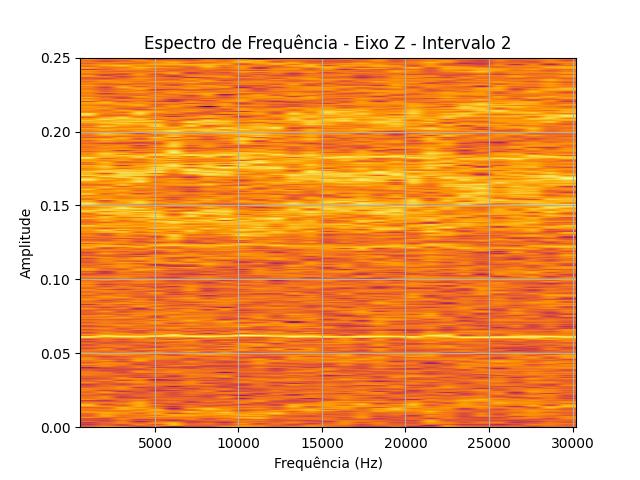 Espectro de Frequência - Eixo Z - Intervalo 2
0.25
0.20
0.15
0.10
0.05
0.00
Amplitude
5000 10000 15000 20000 25000 30000
Frequência (Hz)